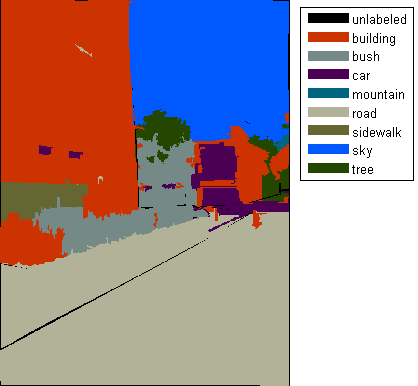 unlabeled
building
bush
car
mountain
road
sidewalk
sky
tree